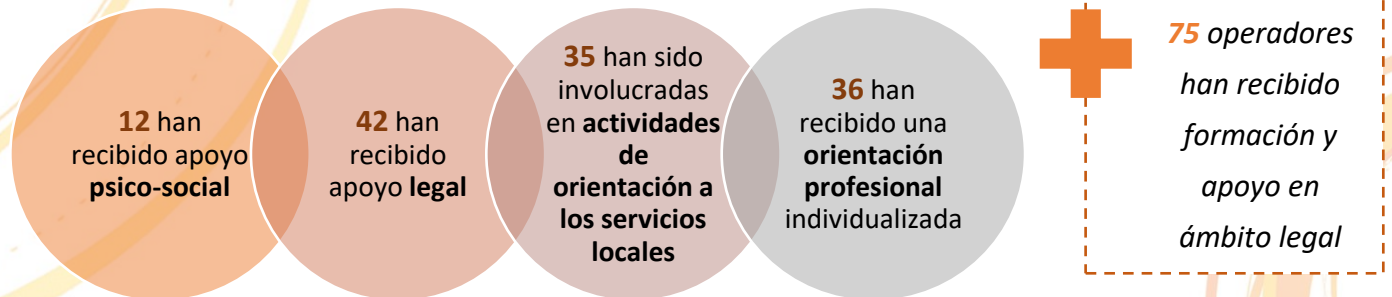 12 han
recibido apoyo
psico-social
42 han
recibido
apoyo legal
35 han sido
involucradas
en actividades
de
orientación a
los servicios
locales
36 han
recibido una
orientación
profesional
individualizada
75 operadores
han recibido
formación y
apoyo en
ámbito legal